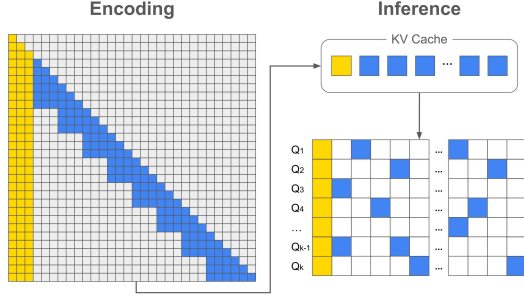 Encoding
Inference
KV Cache
...
Q1
...
Q2
...
Q3
...
Q4
...
...
...
Qk-1
...
Qk
...